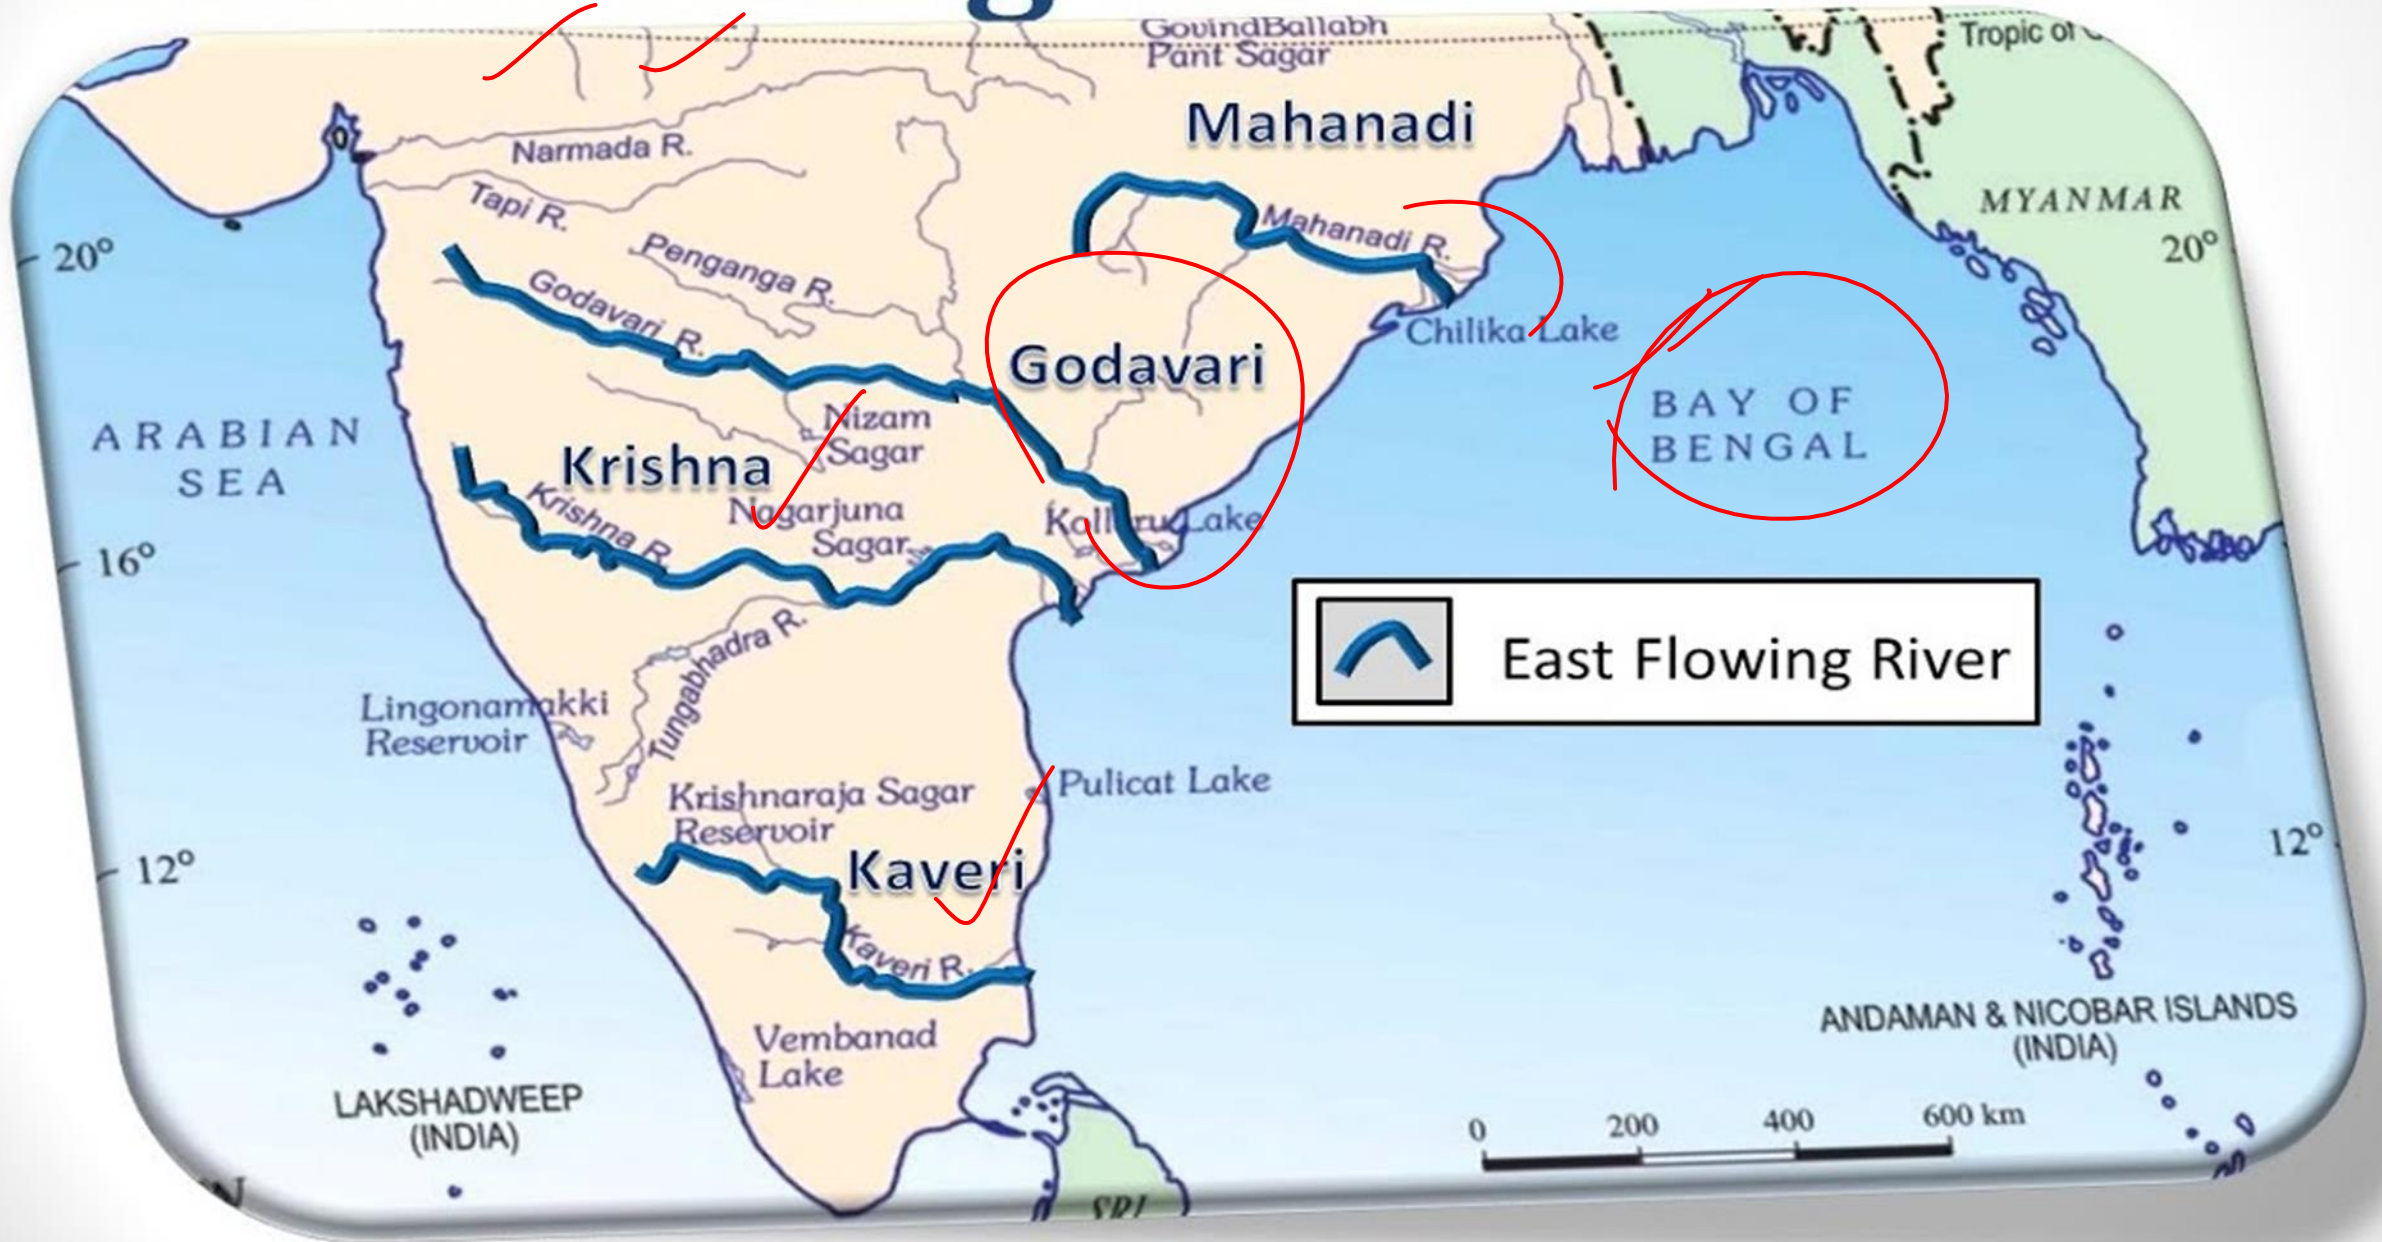 g
GovindBallabh
Pant Sagar
Tropic of
Mahanadi
Narmada R.
MYANMAR
Tapi R.
Mahanadi R.
20°
20°
Penganga R.
Godavari R.
Chilika Lake
Godavari
ARABIAN
SEA
BAY OF
BENGAL
Nizam
Sagar
Krishna
Krishna R.
Nagarjuna
Sagar
Kolleru Lake
16°
East Flowing River
Tungabhadra R.
Lingonamakki
Reservoir
Krishnaraja Sagar
Reservoir
Pulicat Lake
12°
12°
Kaveri
Kaveri R.
ANDAMAN & NICOBAR ISLANDS
(INDIA)
Vembanad
Lake
LAKSHADWEEP
(INDIA)
0 200 400 600 km
SRI